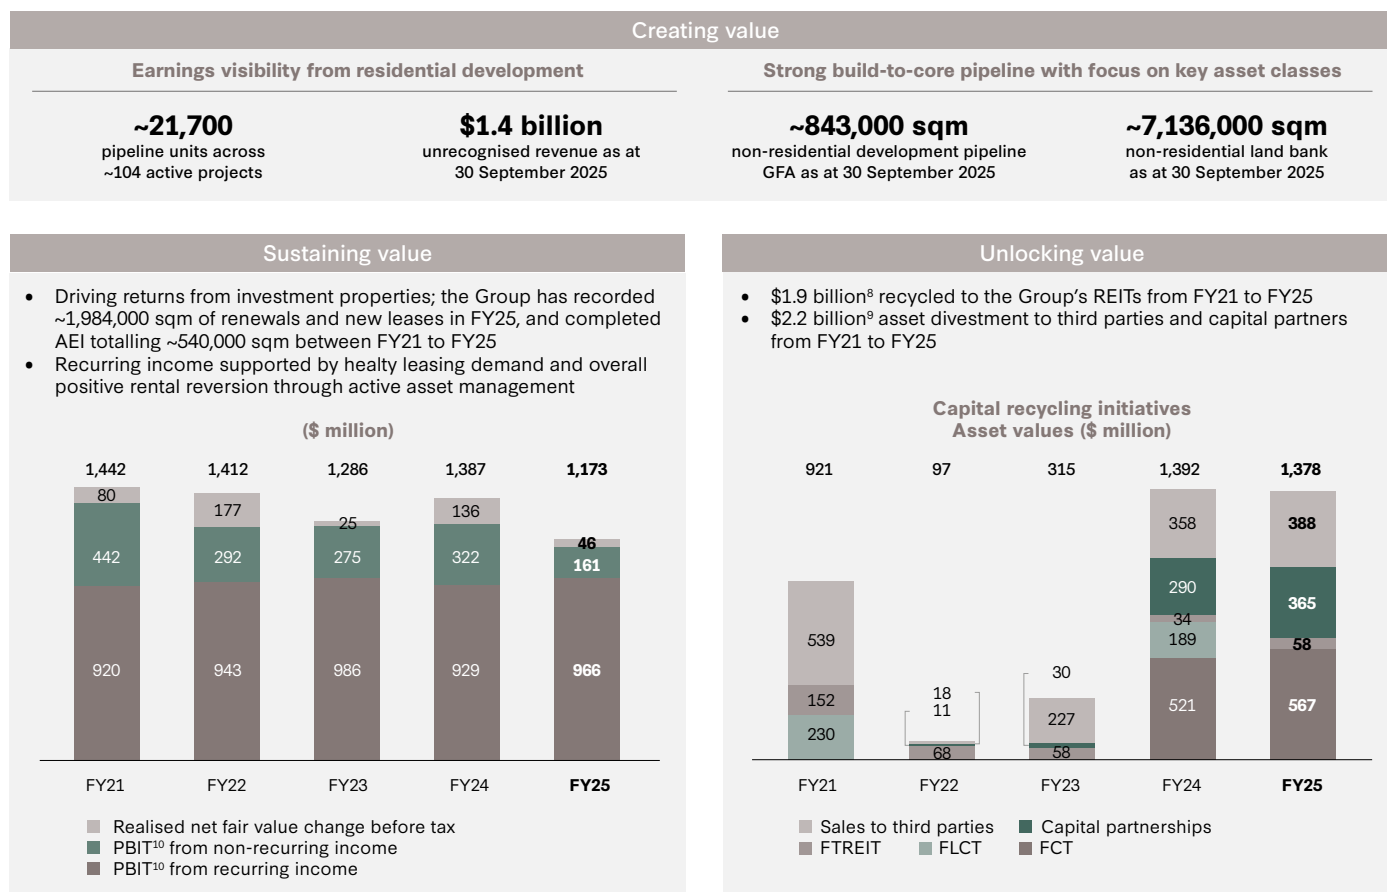 Creating value
Earnings visibility from residential development
~21,700
pipeline units across
~104 active projects
$1.4 billion
unrecognised revenue as at
30 September 2025
Strong build-to-core pipeline with focus on key asset classes
~843,000 sqm
non-residential development pipeline
GFA as at 30 September 2025
~7,136,000 sqm
non-residential land bank
as at 30 September 2025
Sustaining value
• Driving returns from investment properties; the Group has recorded
~1,984,000 sqm of renewals and new leases in FY25, and completed
AEI totalling ~540,000 sqm between FY21 to FY25
• Recurring income supported by healty leasing demand and overall
positive rental reversion through active asset management
($ million)
1,442 1,412 1,286 1,387 1,173
80 177 25 136 46
442 292 275 322 161
920 943 986 929 966
FY21 FY22 FY23 FY24 FY25
Realised net fair value change before tax
PBIT¹⁰ from non-recurring income
PBIT¹⁰ from recurring income
Unlocking value
• $1.9 billion⁸ recycled to the Group's REITs from FY21 to FY25
• $2.2 billion⁹ asset divestment to third parties and capital partners
from FY21 to FY25
Capital recycling initiatives
Asset values ($ million)
921 97 315 1,392 1,378
539
152
230
18
11
68
30
227
58
358
290
34
189
521
388
365
58
567
FY21 FY22 FY23 FY24 FY25
Sales to third parties Capital partnerships
FTREIT FLCT FCT